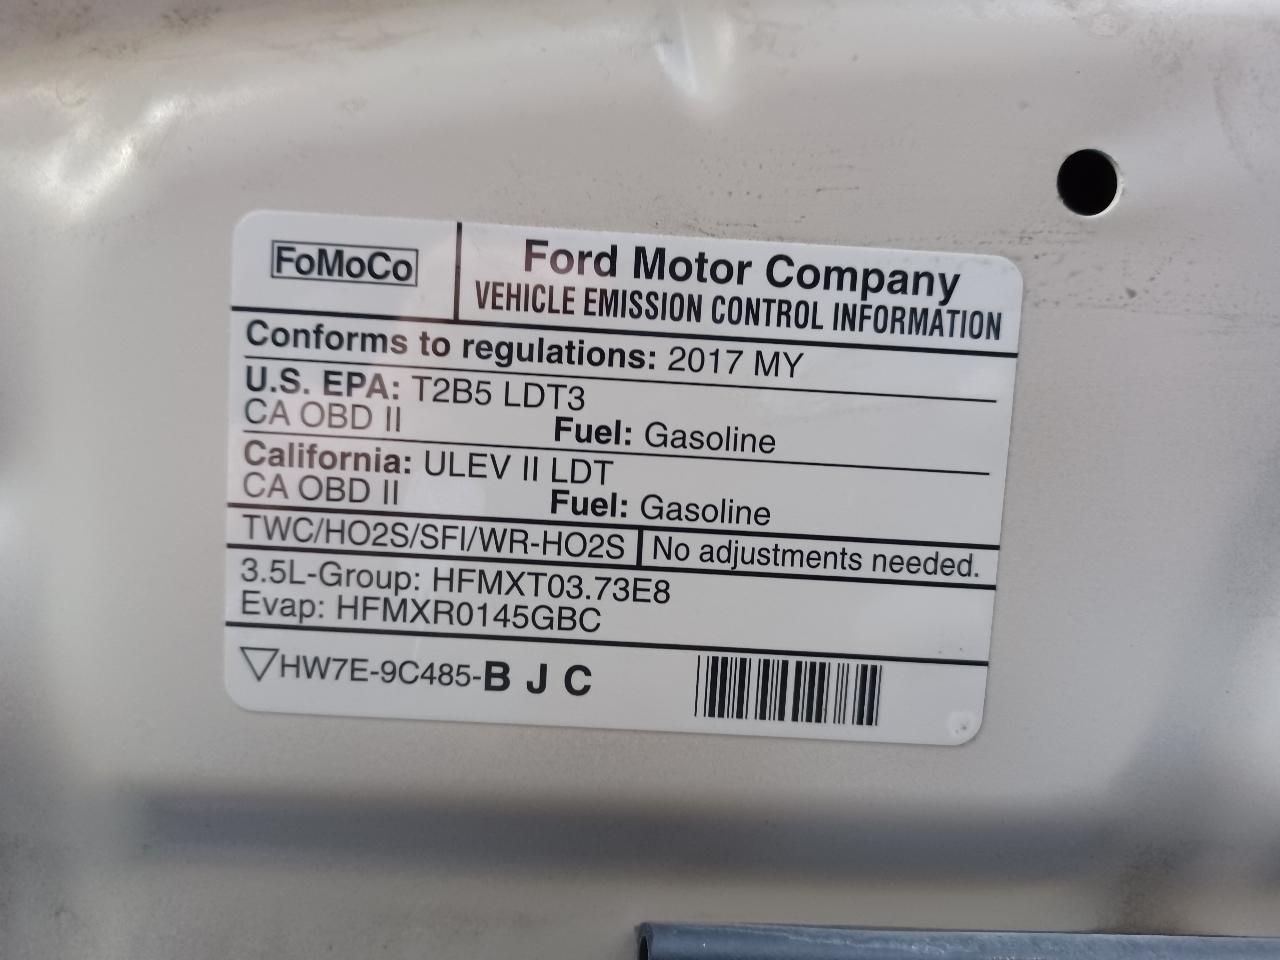 FoMoCo
Ford Motor Company
VEHICLE EMISSION CONTROL INFORMATION
Conforms to regulations: 2017 MY
U.S. EPA: T2B5 LDT3
CA OBD II Fuel: Gasoline
California: ULEV II LDT
CA OBD II Fuel: Gasoline
TWC/HO2S/SFI/WR-HO2S No adjustments needed.
3.5L-Group: HFMXT03.73E8
Evap: HFMXR0145GBC
HW7E-9C485-B J C